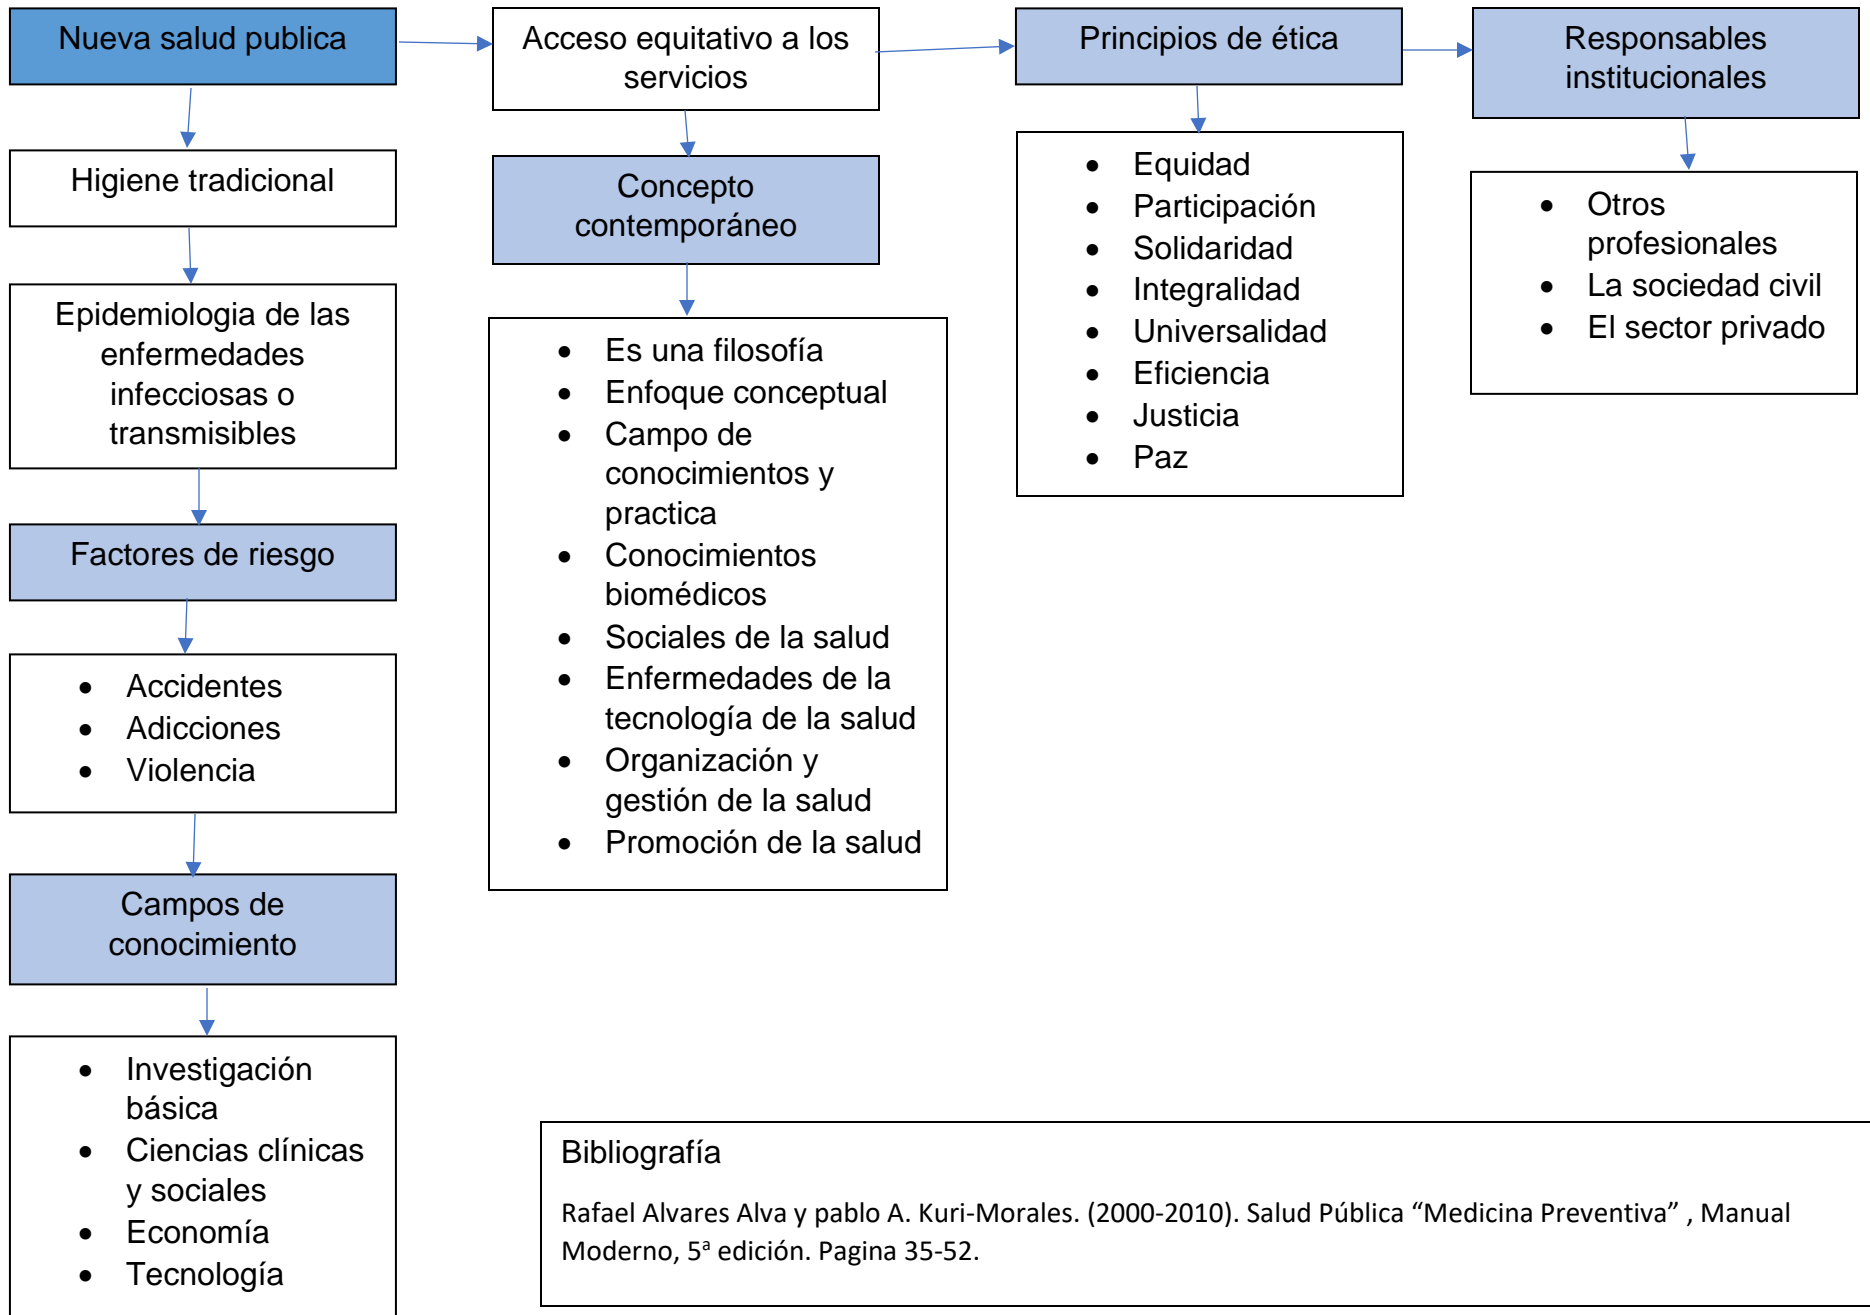 Nueva salud publica
Higiene tradicional
Epidemiologia de las
enfermedades
infecciosas o
transmisibles
Factores de riesgo
• Accidentes
• Adicciones
• Violencia
Campos de
conocimiento
• Investigación
básica
• Ciencias clínicas
y sociales
• Economía
• Tecnología
Acceso equitativo a los
servicios
Concepto
contemporáneo
• Es una filosofía
• Enfoque conceptual
• Campo de
conocimientos y
practica
• Conocimientos
biomédicos
• Sociales de la salud
• Enfermedades de la
tecnología de la salud
• Organización y
gestión de la salud
• Promoción de la salud
Principios de ética
• Equidad
• Participación
• Solidaridad
• Integralidad
• Universalidad
• Eficiencia
• Justicia
• Paz
Responsables
institucionales
• Otros
profesionales
• La sociedad civil
• El sector privado
Bibliografía
Rafael Alvares Alva y pablo A. Kuri-Morales. (2000-2010). Salud Pública “Medicina Preventiva” , Manual
Moderno, 5ª edición. Pagina 35-52.